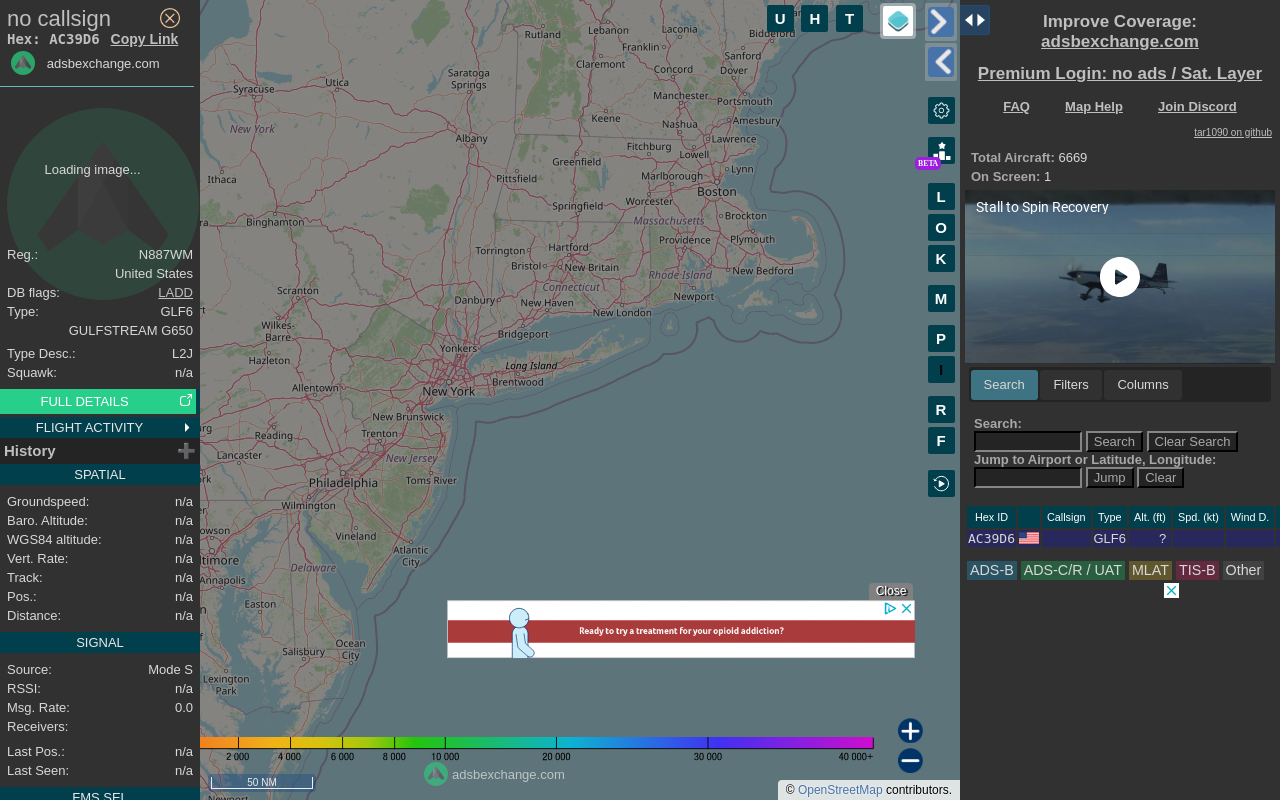 no callsign
Hex: AC39D6 Copy Link
adsbexchange.com
Loading image...
Reg.: N887WM
United States
DB flags: LADD
Type: GLF6
GULFSTREAM G650
Type Desc.: L2J
Squawk: n/a
FULL DETAILS
FLIGHT ACTIVITY
History
SPATIAL
Groundspeed: n/a
Baro. Altitude: n/a
WGS84 altitude: n/a
Vert. Rate: n/a
Track: n/a
Pos.: n/a
Distance: n/a
SIGNAL
Source: Mode S
RSSI: n/a
Msg. Rate: 0.0
Receivers:
Last Pos.: n/a
Last Seen: n/a
FMS SEL
U H T
Rutland
Lebanon
Laconia
Biddeford
Franklin
Claremont
Sanford
Dover
Concord
Saratoga
Springs
Utica
Syracuse
Manchester
Portsmouth
Keene
Amesbury
Nashua
New York
Albany
Lawrence
Fitchburg
Lowell
Greenfield
Lynn
Marlborough
Ithaca
Pittsfield
Boston
Worcester
Springfield
Massachusetts
Brockton
Binghamton
Providence
Plymouth
Torrington
Hartford
Bristol
New Britain
New Bedford
Rhode Island
Connecticut
Scranton
Danbury
New Haven
Newport
New London
Wilkes-
Barre
Bridgeport
Yonkers
Hazleton
Long Island
Brentwood
Allentown
New York
New Brunswick
Reading
Trenton
Lancaster
New Jersey
Toms River
Philadelphia
Wilmington
Vineland
Atlantic
City
Delaware
Annapolis
Easton
Ocean
City
Salisbury
Lexington
Park
Newport
L
O
K
M
P
I
R
F
BETA
Close
Ready to try a treatment for your opioid addiction?
2 000 4 000 6 000 8 000 10 000 20 000 30 000 40 000+
adsbexchange.com
50 NM
© OpenStreetMap contributors.
Improve Coverage:
adsbexchange.com
Premium Login: no ads / Sat. Layer
FAQ Map Help Join Discord
tar1090 on github
Total Aircraft: 6669
On Screen: 1
Stall to Spin Recovery
Search Filters Columns
Search:
Search Clear Search
Jump to Airport or Latitude, Longitude:
Jump Clear
Hex ID Callsign Type Alt. (ft) Spd. (kt) Wind D.
AC39D6 GLF6 ?
ADS-B ADS-C/R / UAT MLAT TIS-B Other